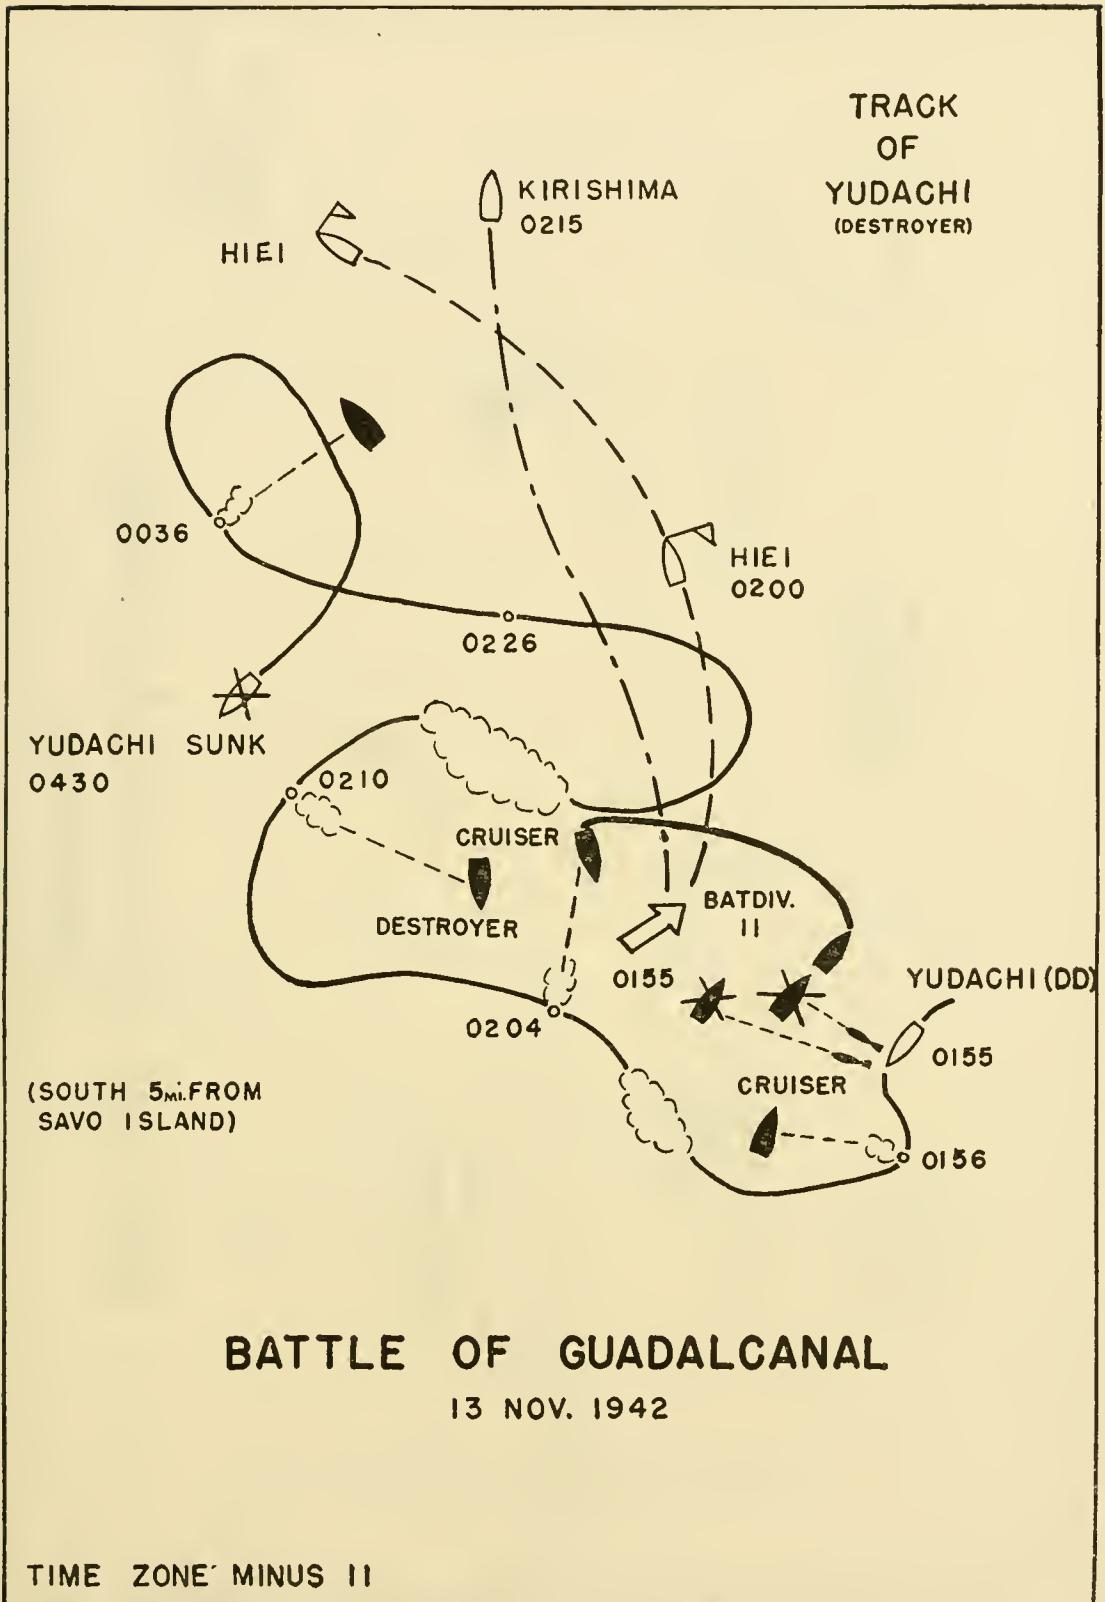 TRACK
OF
YUDACHI
(DESTROYER)
KIRISHIMA
0215
HIEI
0036
HIEI
0200
0226
YUDACHI SUNK
0430
0210
CRUISER
DESTROYER
BATDIV.
11
0155
YUDACHI (DD)
0155
0204
CRUISER
(SOUTH 5MI. FROM
SAVO ISLAND)
0156
BATTLE OF GUADALCANAL
13 NOV. 1942
TIME ZONE MINUS 11